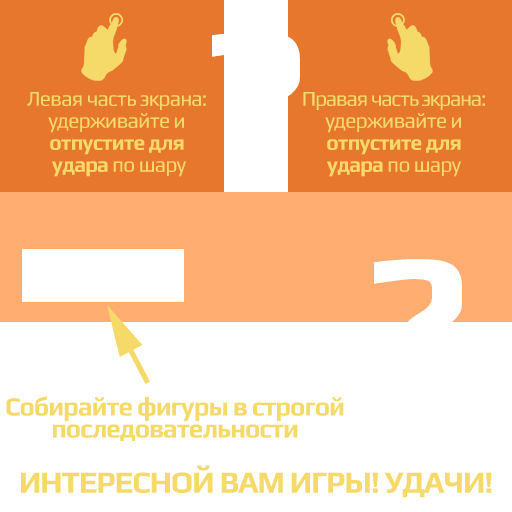 Левая часть экрана:
удерживайте и
отпустите для
удара по шару
Правая часть экрана:
удерживайте и
отпустите для
удара по шару
2
Собирайте фигуры в строгой
последовательности
ИНТЕРЕСНОЙ ВАМ ИГРЫ! УДАЧИ!